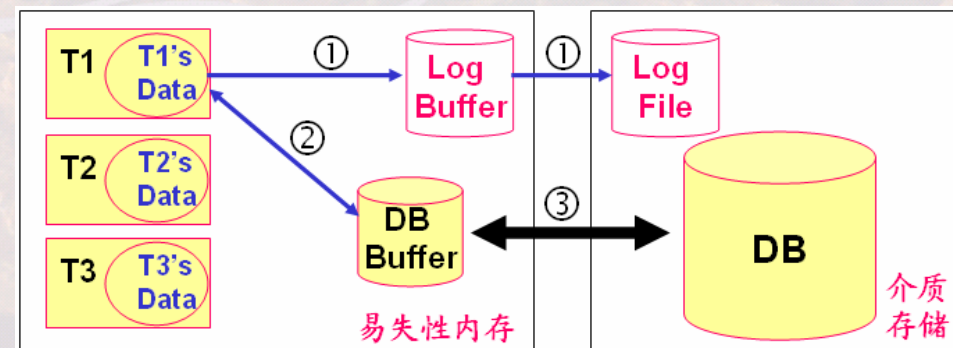 T1
T1's
Data
①
Log
Buffer
①
Log
File
②
T2
T2's
Data
DB
Buffer
③
DB
T3
T3's
Data
易失性内存
介质
存储